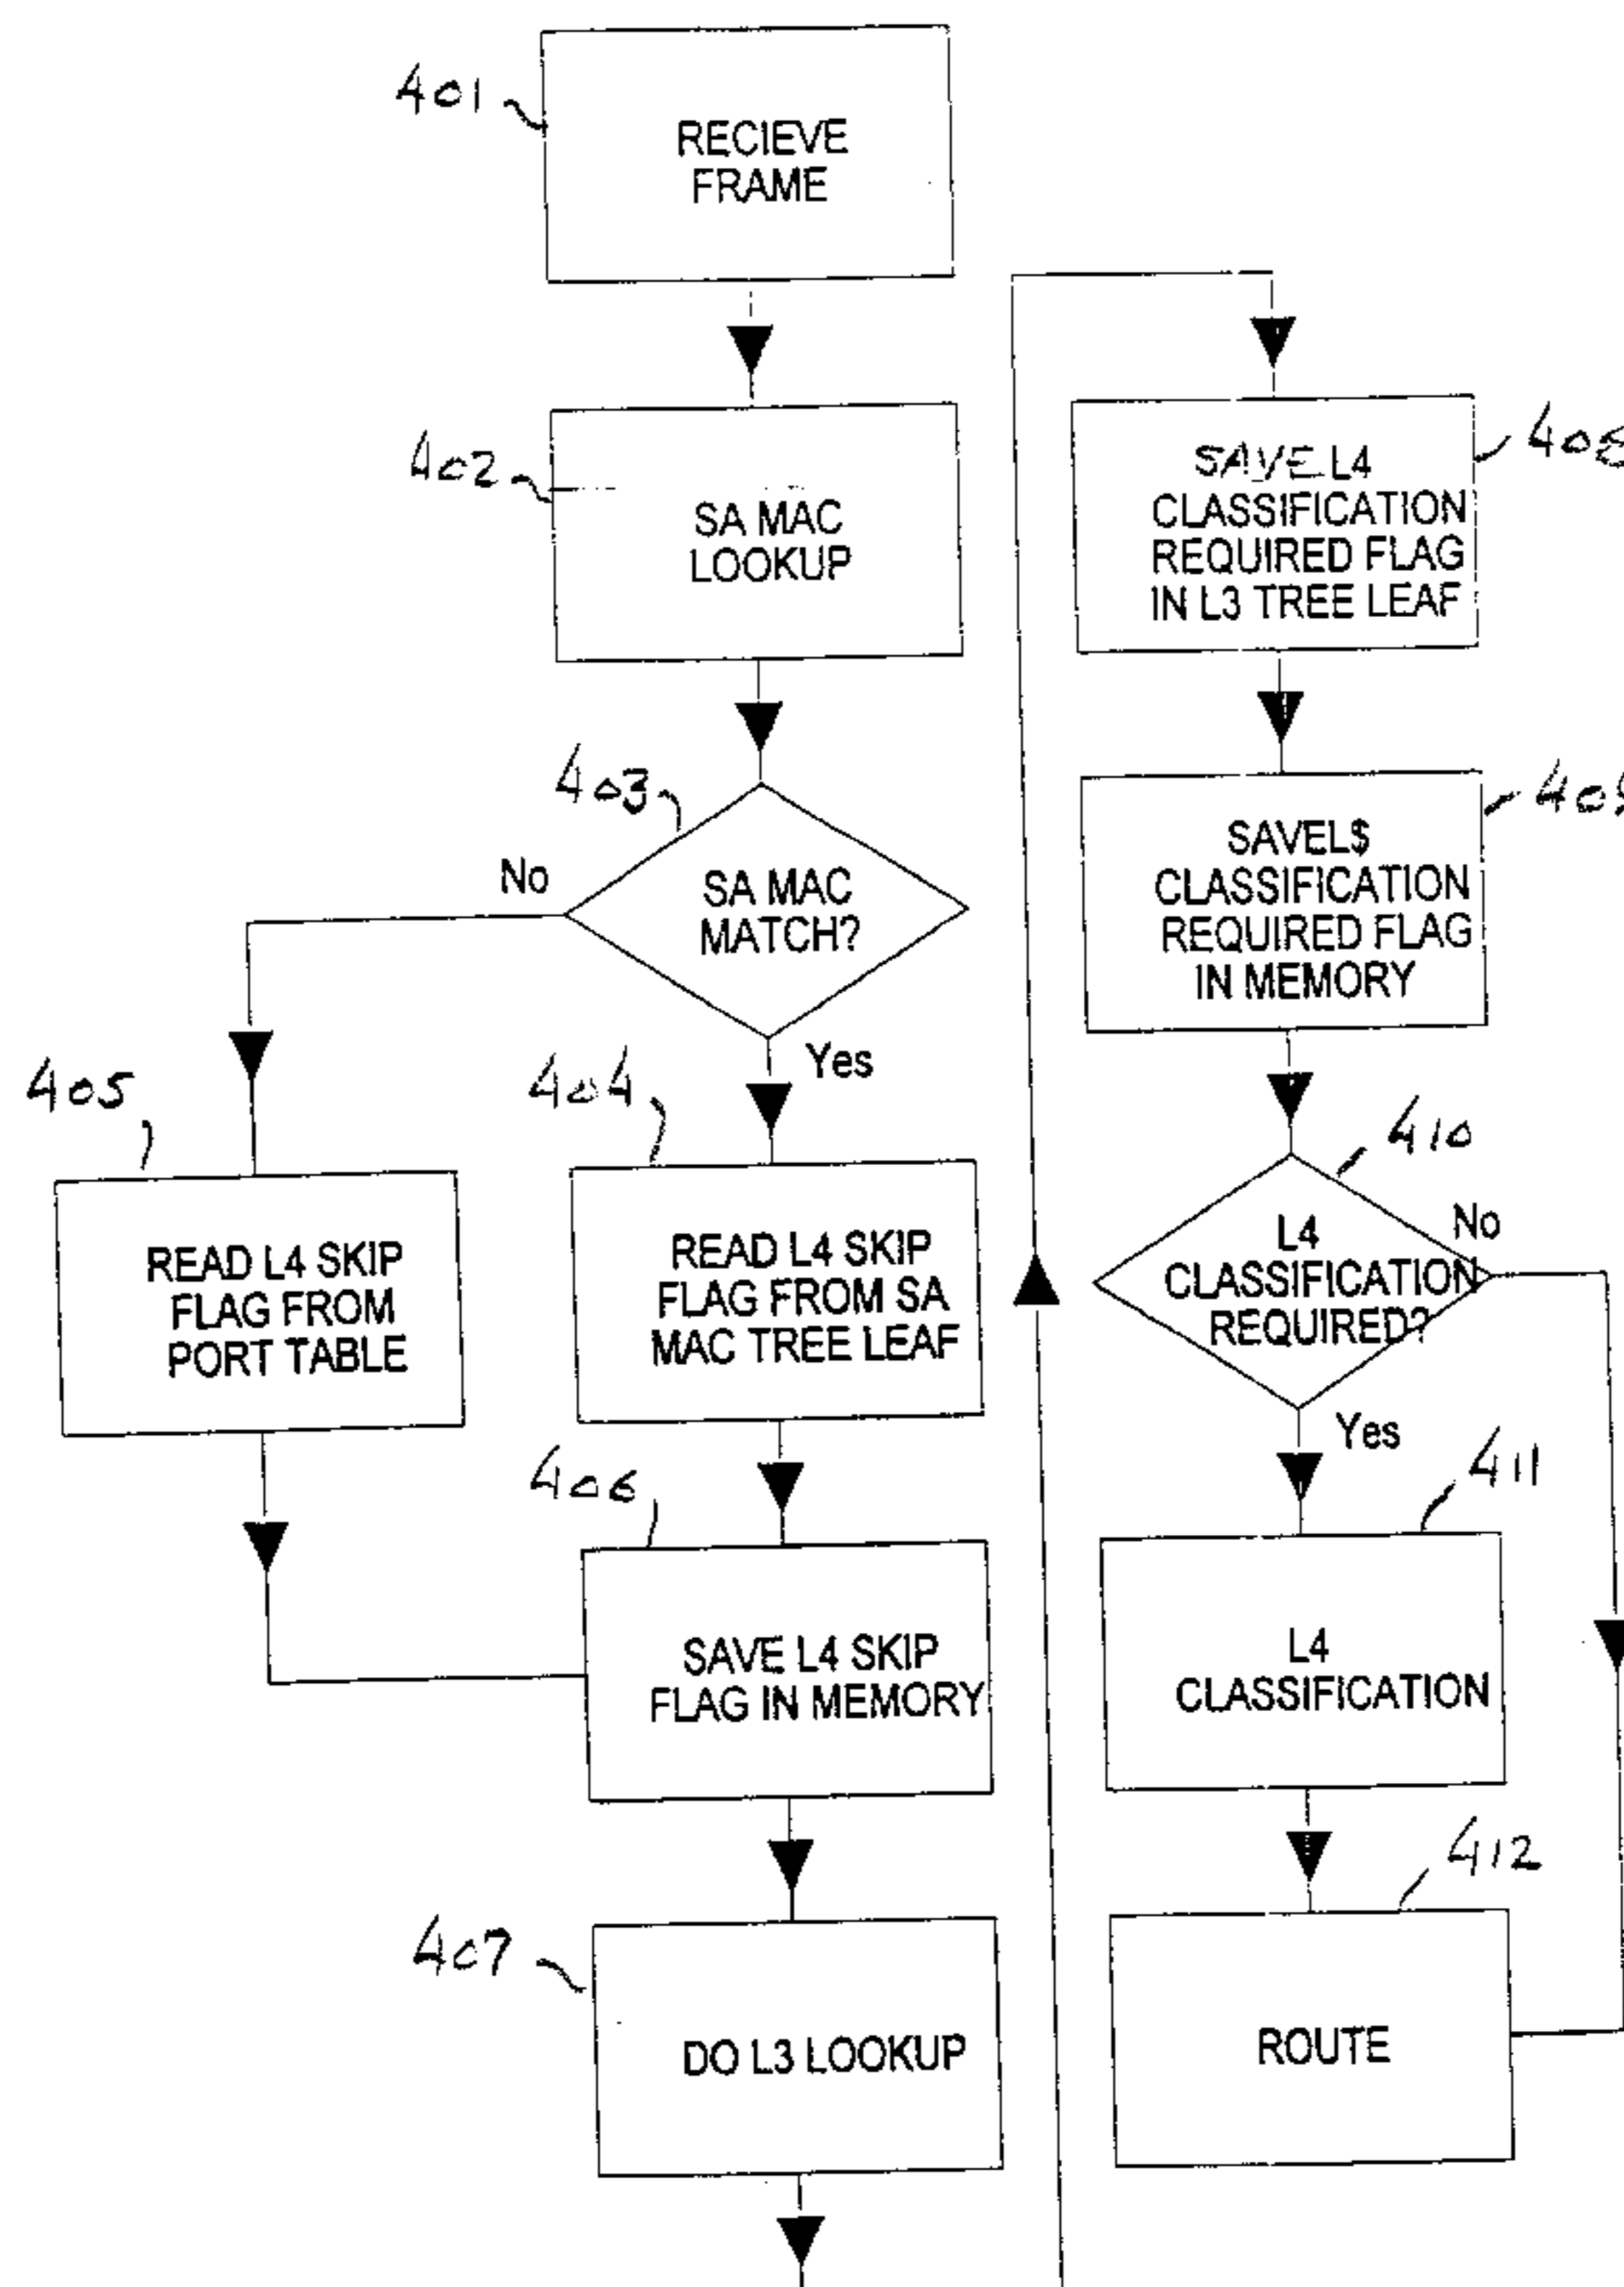 401
RECIEVE
FRAME
402
SA MAC
LOOKUP
403
No
SA MAC
MATCH?
Yes
405
404
READ L4 SKIP
FLAG FROM
PORT TABLE
READ L4 SKIP
FLAG FROM SA
MAC TREE LEAF
406
SAVE L4 SKIP
FLAG IN MEMORY
407
DO L3 LOOKUP
408
SAVE L4
CLASSIFICATION
REQUIRED FLAG
IN L3 TREE LEAF
409
SAVEL$
CLASSIFICATION
REQUIRED FLAG
IN MEMORY
410
No
L4
CLASSIFICATION
REQUIRED?
Yes
411
L4
CLASSIFICATION
412
ROUTE